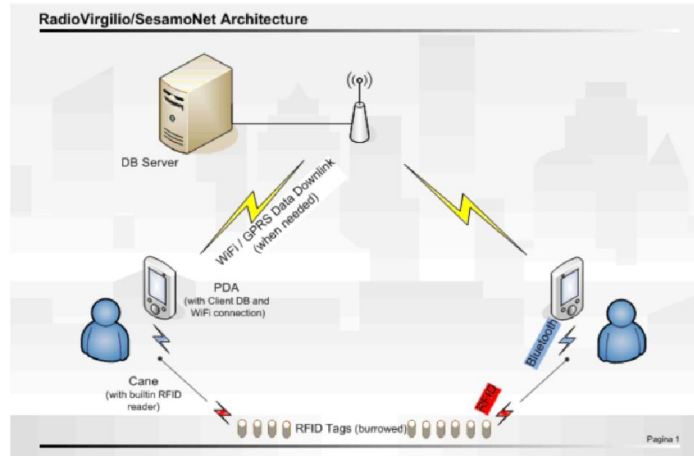 RadioVirgilio/SesamoNet Architecture
DB Server
WiFi / GPRS Data Downlink
(when needed)
PDA
(with Client DB and
WiFi connection)
Bluetooth
Cane
(with builtin RFID
reader)
RFID
RFID Tags (burrowed)
Pagina 1